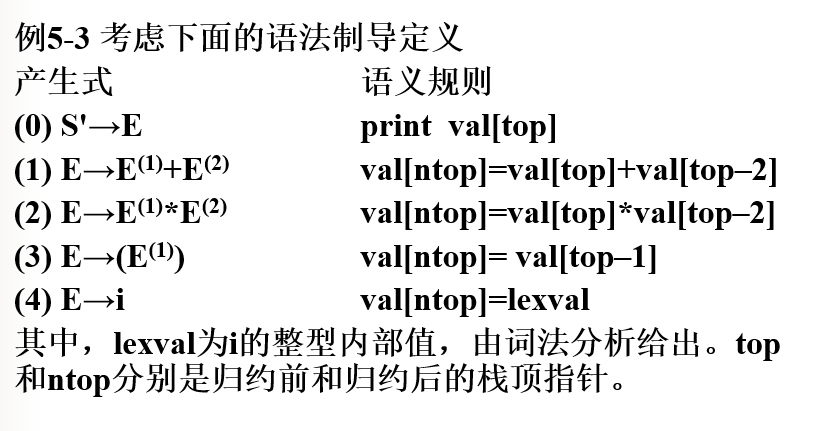 例5-3 考虑下面的语法制导定义
产生式 语义规则
(0) S'→E print val[top]
(1) E→E⁽¹⁾+E⁽²⁾ val[ntop]=val[top]+val[top–2]
(2) E→E⁽¹⁾*E⁽²⁾ val[ntop]=val[top]*val[top–2]
(3) E→(E⁽¹⁾) val[ntop]= val[top–1]
(4) E→i val[ntop]=lexval
其中，lexval为i的整型内部值，由词法分析给出。top
和ntop分别是归约前和归约后的栈顶指针。